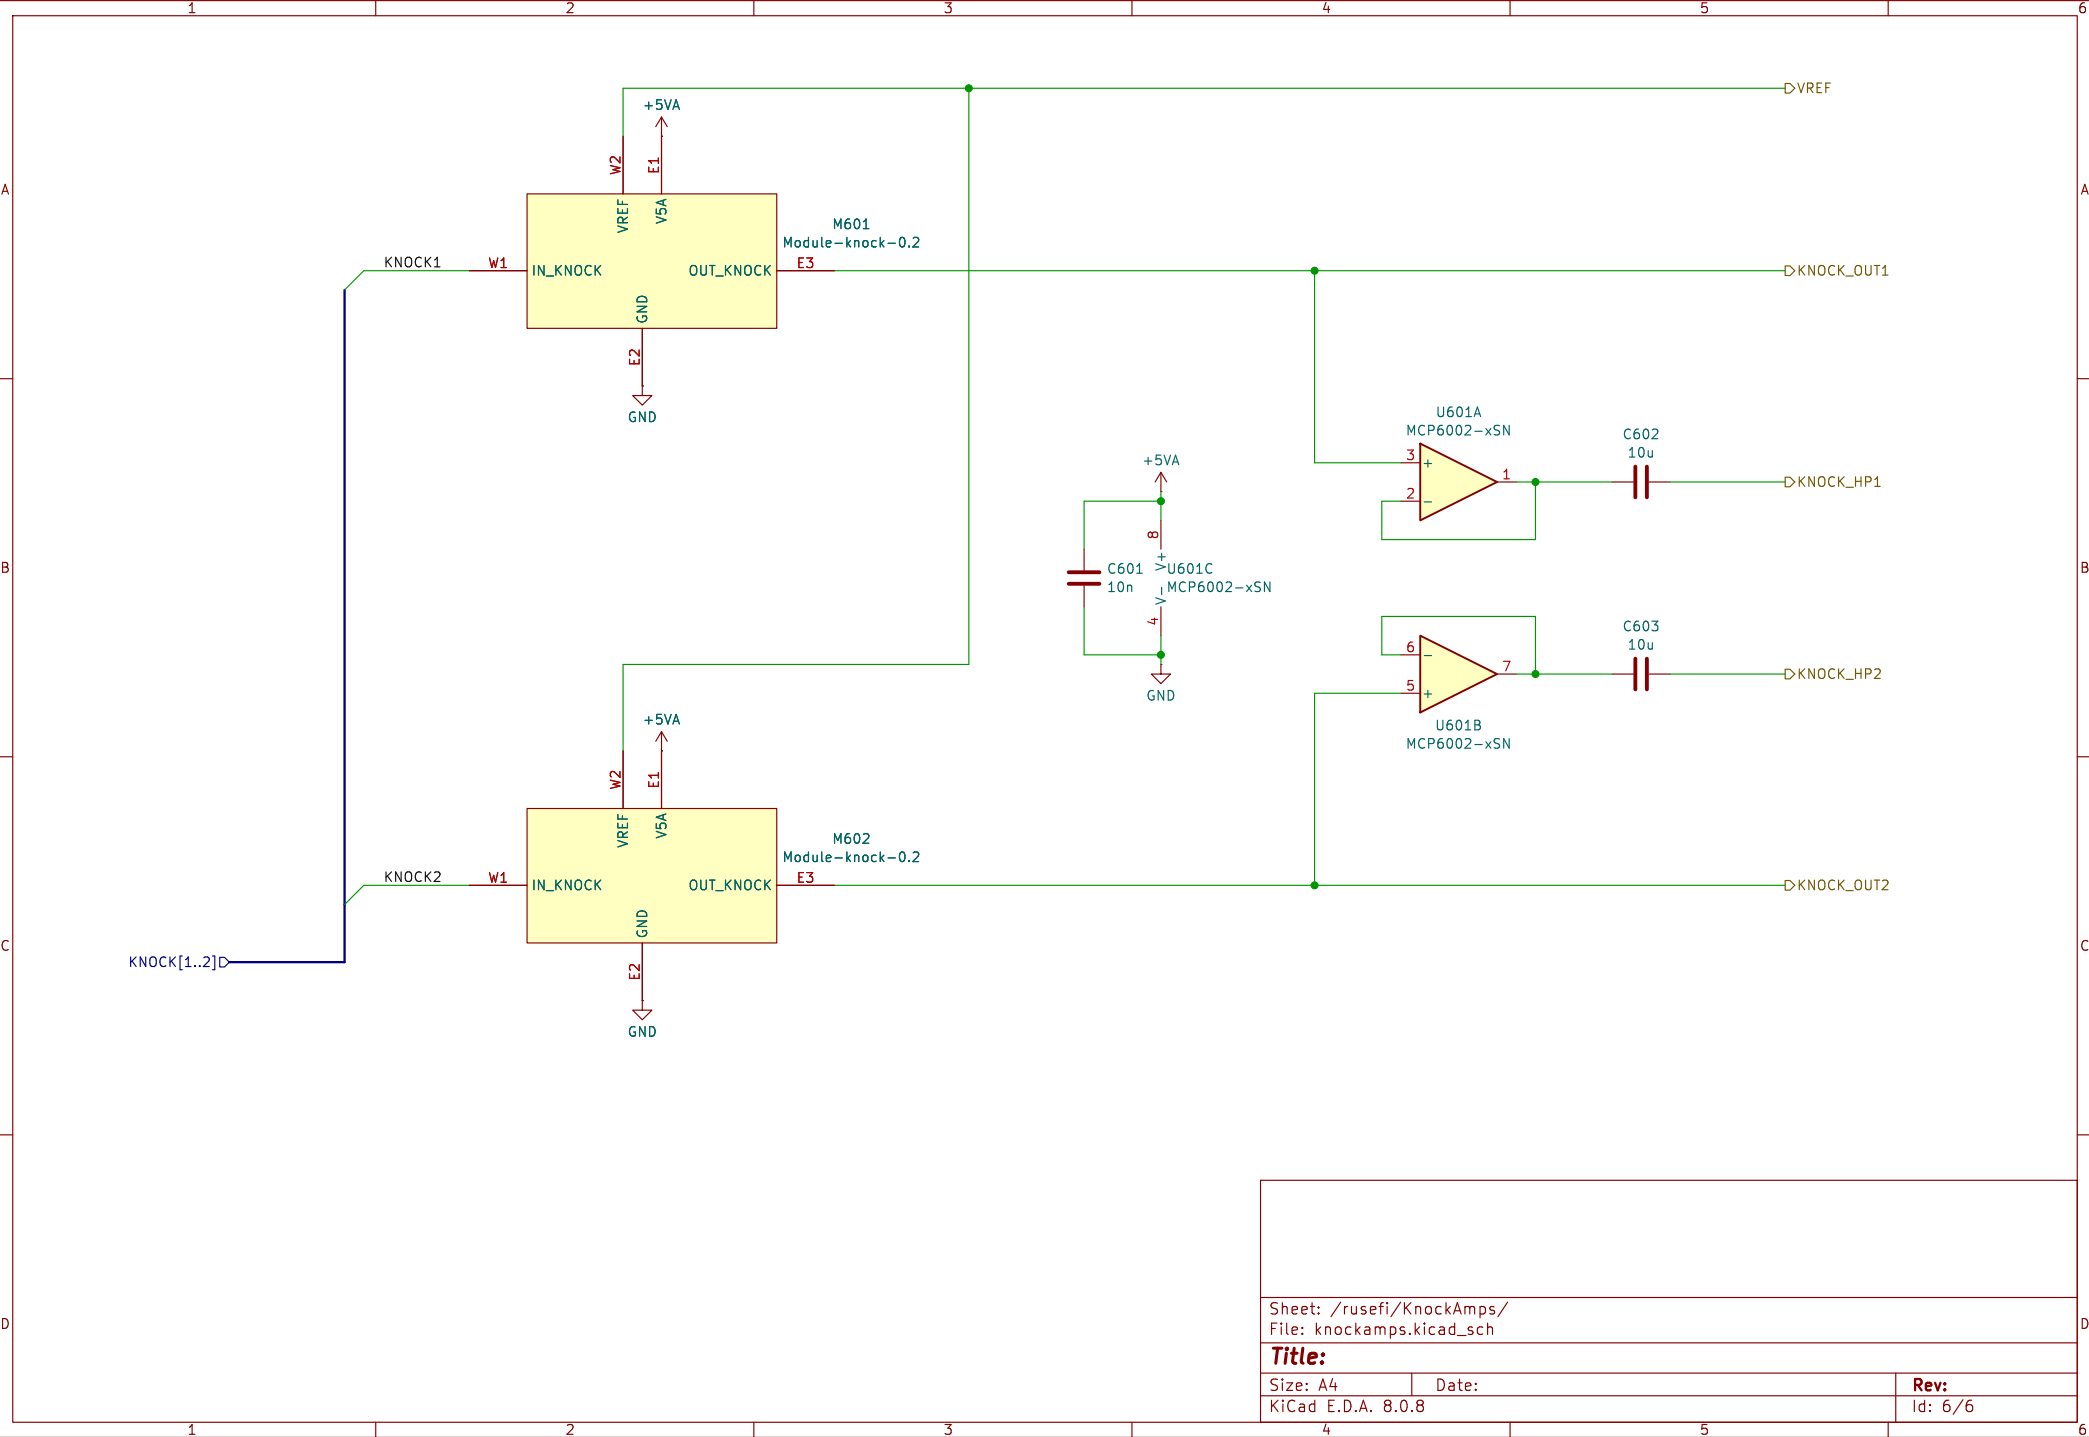 1 2 3 4 5 6
VREF
+5VA
W2
E1
A
A
VREF
V5A
M601
Module-knock-0.2
KNOCK1
W1
IN_KNOCK
OUT_KNOCK
E3
KNOCK_OUT1
GND
E2
GND
U601A
MCP6002-xSN
C602
10u
3
+
1
KNOCK_HP1
2
-
+5VA
8
V+
B
B
C601
10n
U601C
MCP6002-xSN
V-
4
GND
C603
10u
6
-
7
KNOCK_HP2
5
+
U601B
MCP6002-xSN
+5VA
W2
E1
VREF
V5A
M602
Module-knock-0.2
KNOCK2
W1
IN_KNOCK
OUT_KNOCK
E3
KNOCK_OUT2
GND
C
C
KNOCK[1..2]
E2
GND
Sheet: /rusefi/KnockAmps/
File: knockamps.kicad_sch
D
D
Title:
Size: A4
Date:
Rev:
KiCad E.D.A. 8.0.8
Id: 6/6
1 2 3 4 5 6